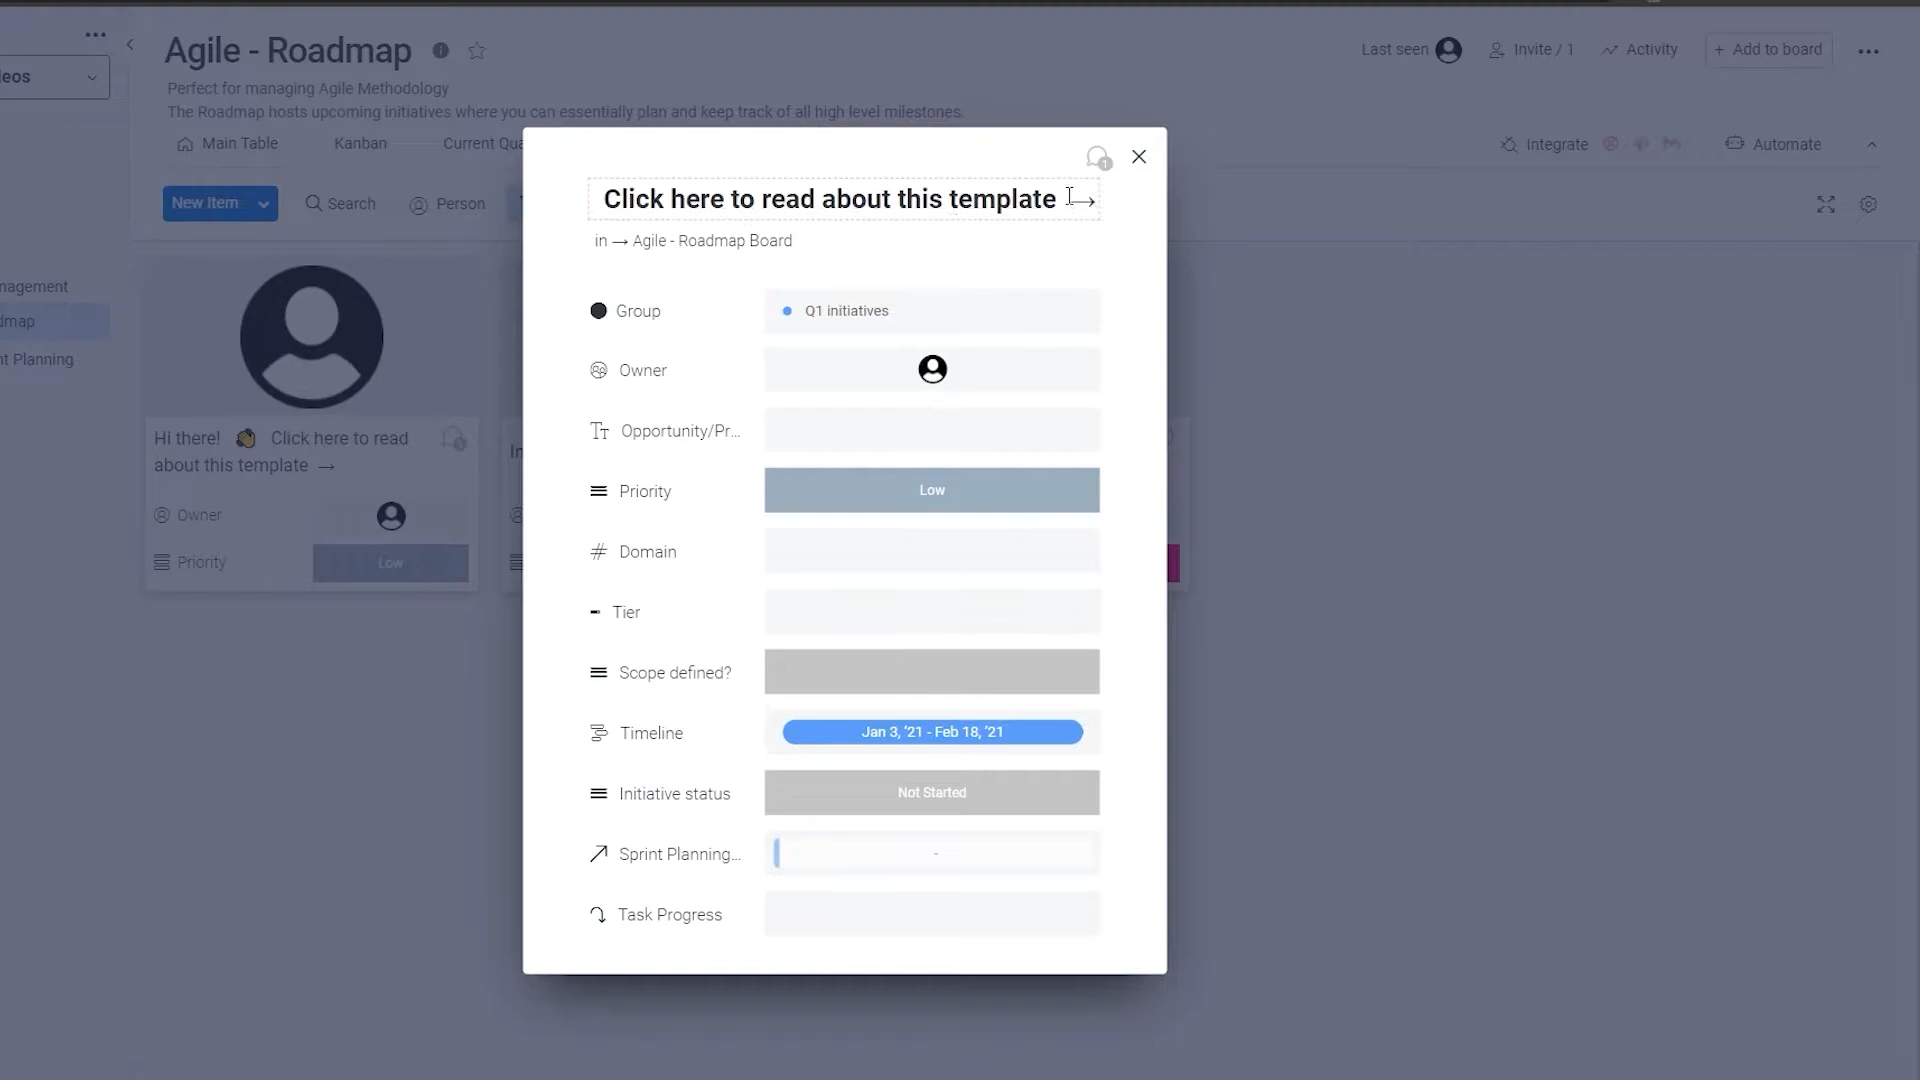 Agile - Roadmap
Last seen
Invite / 1
Activity
+ Add to board
eos
Perfect for managing Agile Methodology
The Roadmap hosts upcoming initiatives where you can essentially plan and keep track of all high level milestones.
Main Table
Kanban
Current Qua
Integrate
Automate
New Item
Search
Person
Click here to read about this template →
in → Agile - Roadmap Board
nagement
dmap
nt Planning
Group
Q1 initiatives
Owner
Opportunity/Pr...
Priority
Low
Domain
Tier
Scope defined?
Timeline
Jan 3, '21 - Feb 18, '21
Initiative status
Not Started
Sprint Planning...
-
Task Progress
Hi there! 👋 Click here to read
about this template →
Owner
Priority
Low
In